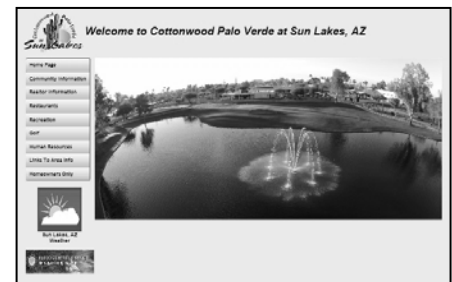 Sun Lakes
Welcome to Cottonwood Palo Verde at Sun Lakes, AZ
Home Page
Community Information
Realtor Information
Restaurants
Recreation
Golf
Human Resources
Links To Area Info
Homeowners Only
Sun Lakes, AZ
Weather